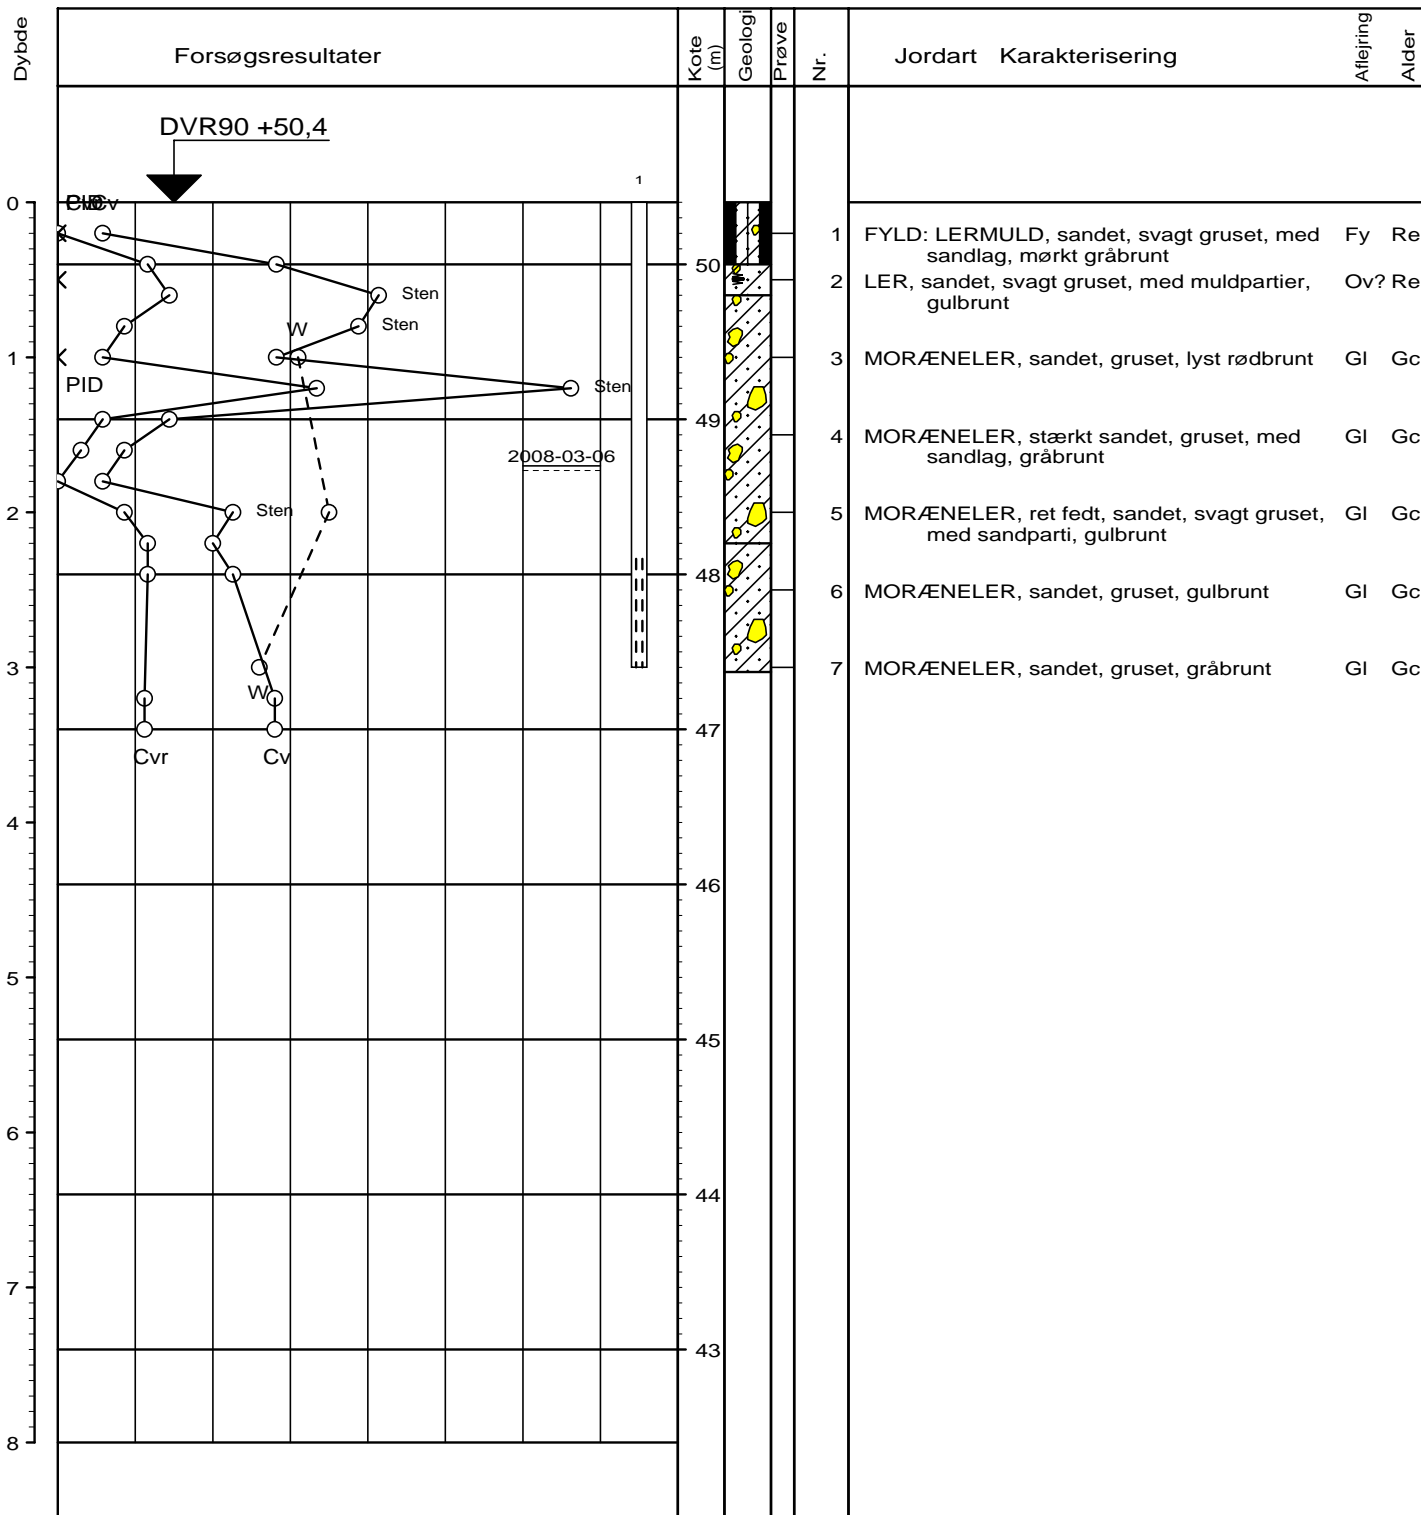 Dybde
Forsøgsresultater
Kote (m)
Geologi
Prøve
Nr.
Jordart Karakterisering
Aflejring
Alder
DVR90 +50,4
1
0
PID
Cv
1 FYLD: LERMULD, sandet, svagt gruset, med Fy Re
sandlag, mørkt gråbrunt
50
2 LER, sandet, svagt gruset, med muldpartier, Ov? Re
gulbrunt
Sten
Sten
W
1
3 MORÆNELER, sandet, gruset, lyst rødbrunt Gl Gc
PID
Sten
49
4 MORÆNELER, stærkt sandet, gruset, med Gl Gc
sandlag, gråbrunt
2008-03-06
2
Sten
5 MORÆNELER, ret fedt, sandet, svagt gruset, Gl Gc
med sandparti, gulbrunt
48
6 MORÆNELER, sandet, gruset, gulbrunt Gl Gc
3
7 MORÆNELER, sandet, gruset, gråbrunt Gl Gc
W
47
Cvr
Cv
4
46
5
45
6
44
7
43
8